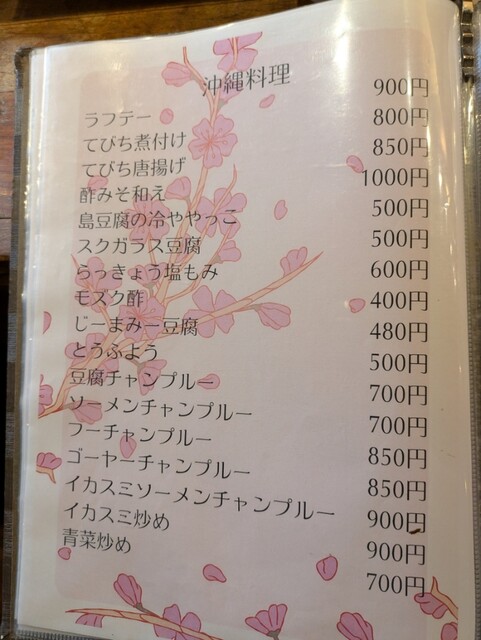 沖縄料理
ラフテー 900円
てびち煮付け 800円
てびち唐揚げ 850円
酢みそ和え 1000円
島豆腐の冷ややっこ 500円
スクガラス豆腐 500円
らっきょう塩もみ 600円
モズク酢 400円
じーまみー豆腐 480円
とうふよう 500円
豆腐チャンプルー 700円
ソーメンチャンプルー 700円
フーチャンプルー 850円
ゴーヤーチャンプルー 850円
イカスミソーメンチャンプルー 900円
イカスミ炒め 900円
青菜炒め 700円